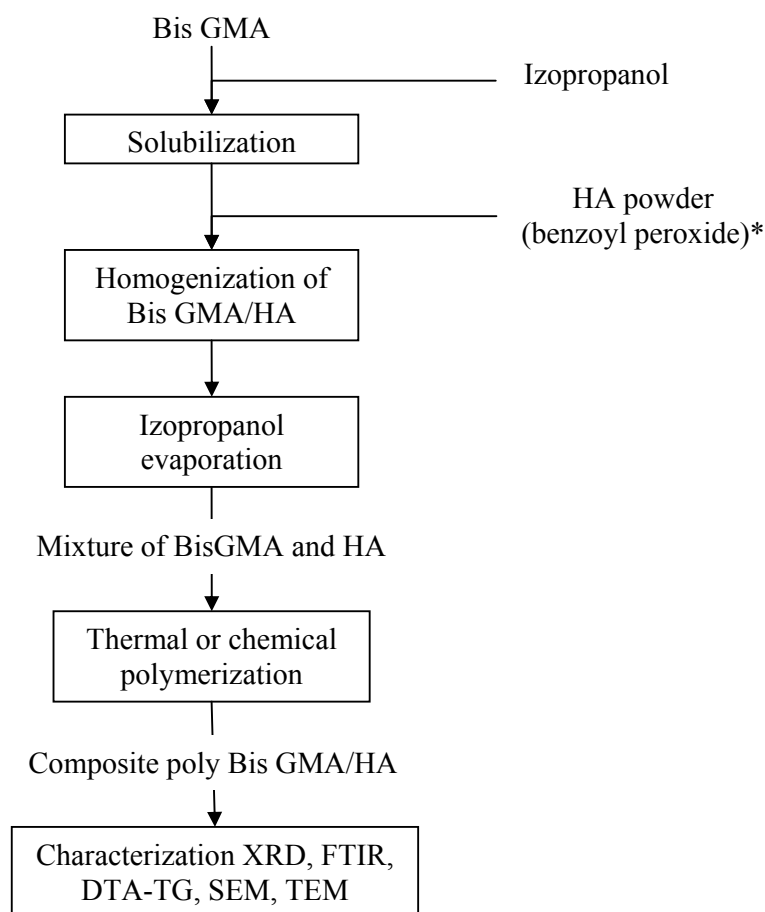 Bis GMA
Izopropanol
Solubilization
HA powder
(benzoyl peroxide)*
Homogenization of
Bis GMA/HA
Izopropanol
evaporation
Mixture of BisGMA and HA
Thermal or chemical
polymerization
Composite poly Bis GMA/HA
Characterization XRD, FTIR,
DTA-TG, SEM, TEM